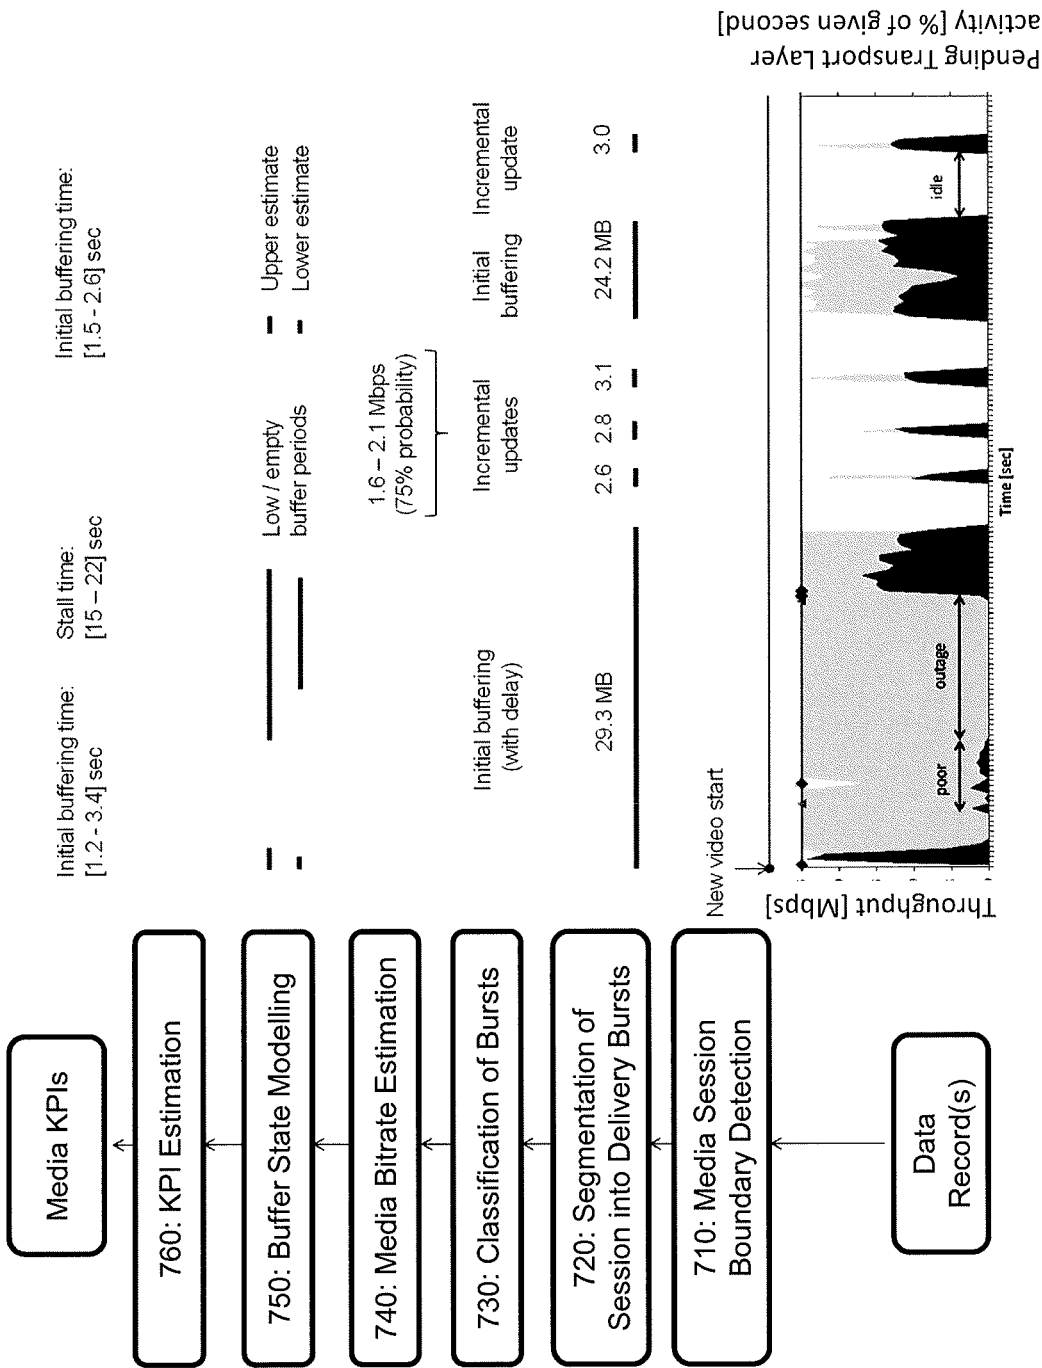 Media KPIs
760: KPI Estimation
750: Buffer State Modelling
740: Media Bitrate Estimation
730: Classification of Bursts
720: Segmentation of
Session into Delivery Bursts
710: Media Session
Boundary Detection
Data
Record(s)
Initial buffering time:
[1.2 - 3.4] sec
Stall time:
[15 – 22] sec
Initial buffering time:
[1.5 - 2.6] sec
Low / empty
buffer periods
Upper estimate
Lower estimate
1.6 – 2.1 Mbps
(75% probability)
Initial buffering
(with delay)
Incremental
updates
Initial
buffering
Incremental
update
29.3 MB
2.6
2.8
3.1
24.2 MB
3.0
New video start
Throughput [Mbps]
poor
outage
idle
Time [sec]
Pending Transport Layer
activity [% of given second]